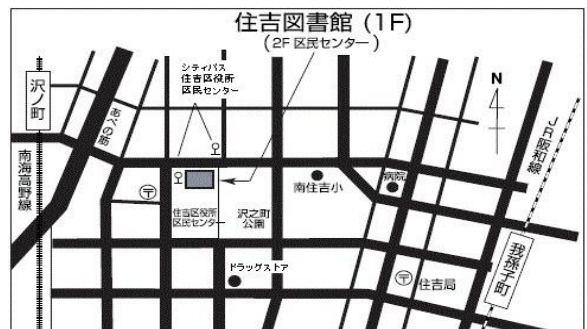 住吉図書館 (1F)
(2F 区民センター)
シティバス
住吉区役所
区民センター
N
沢ノ町
あべの筋
JR阪和線
南海高野線
〒
南住吉小
病院
住吉区役所
区民センター
沢之町
公園
我孫子町
ドラッグストア
〒
住吉局